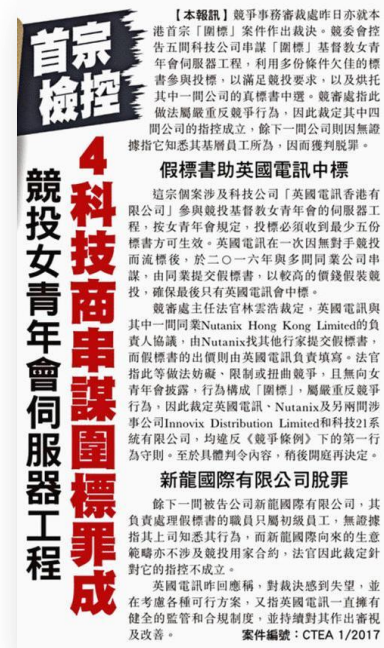 首宗
檢控
4科技商串謀圍標罪成
競投女青年會伺服器工程
【本報訊】競爭事務審裁處昨日亦就本
港首宗「圍標」案件作出裁決。競委會控
告五間科技公司串謀「圍標」基督教女青
年會伺服器工程，利用多份條件欠佳的標
書參與投標，以滿足競投要求，以及烘托
其中一間公司的真標書中選。競審處指此
做法屬嚴重反競爭行為，因此裁定其中四
間公司的指控成立，餘下一間公司則因無證
據指它知悉其基層員工所為，因而獲判脫罪。
假標書助英國電訊中標
這宗個案涉及科技公司「英國電訊香港有
限公司」參與競投基督教女青年會的伺服器工
程，按女青年會規定，投標必須收到最少五份
標書方可生效。英國電訊在一次因無對手競投
而流標後，於二○一六年與多間同業公司串
謀，由同業提交假標書，以較高的價錢假裝競
投，確保最後只有英國電訊會中標。
競審處主任法官林雲浩裁定，英國電訊與
其中一間同業Nutanix Hong Kong Limited的負
責人協議，由Nutanix找其他行家提交假標書，
而假標書的出價則由英國電訊負責填寫。法官
指此等做法妨礙、限制或扭曲競爭，且無向女
青年會披露，行為構成「圍標」，屬嚴重反競爭
行為，因此裁定英國電訊、Nutanix及另兩間涉
事公司Innovix Distribution Limited和科技21系
統有限公司，均違反《競爭條例》下的第一行
為守則。至於具體判令內容，稍後開庭再決定。
新龍國際有限公司脫罪
餘下一間被告公司新龍國際有限公司，其
負責處理假標書的職員只屬初級員工，無證據
指其上司知悉其行為，而新龍國際向來的生意
範疇亦不涉及競投用家合約，法官因此裁定針
對它的指控不成立。
英國電訊昨回應稱，對裁決感到失望，並
在考慮各種可行方案，又指英國電訊一直擁有
健全的監管和合規制度，並持續對其作出審視
及改善。 案件編號：CTEA 1/2017